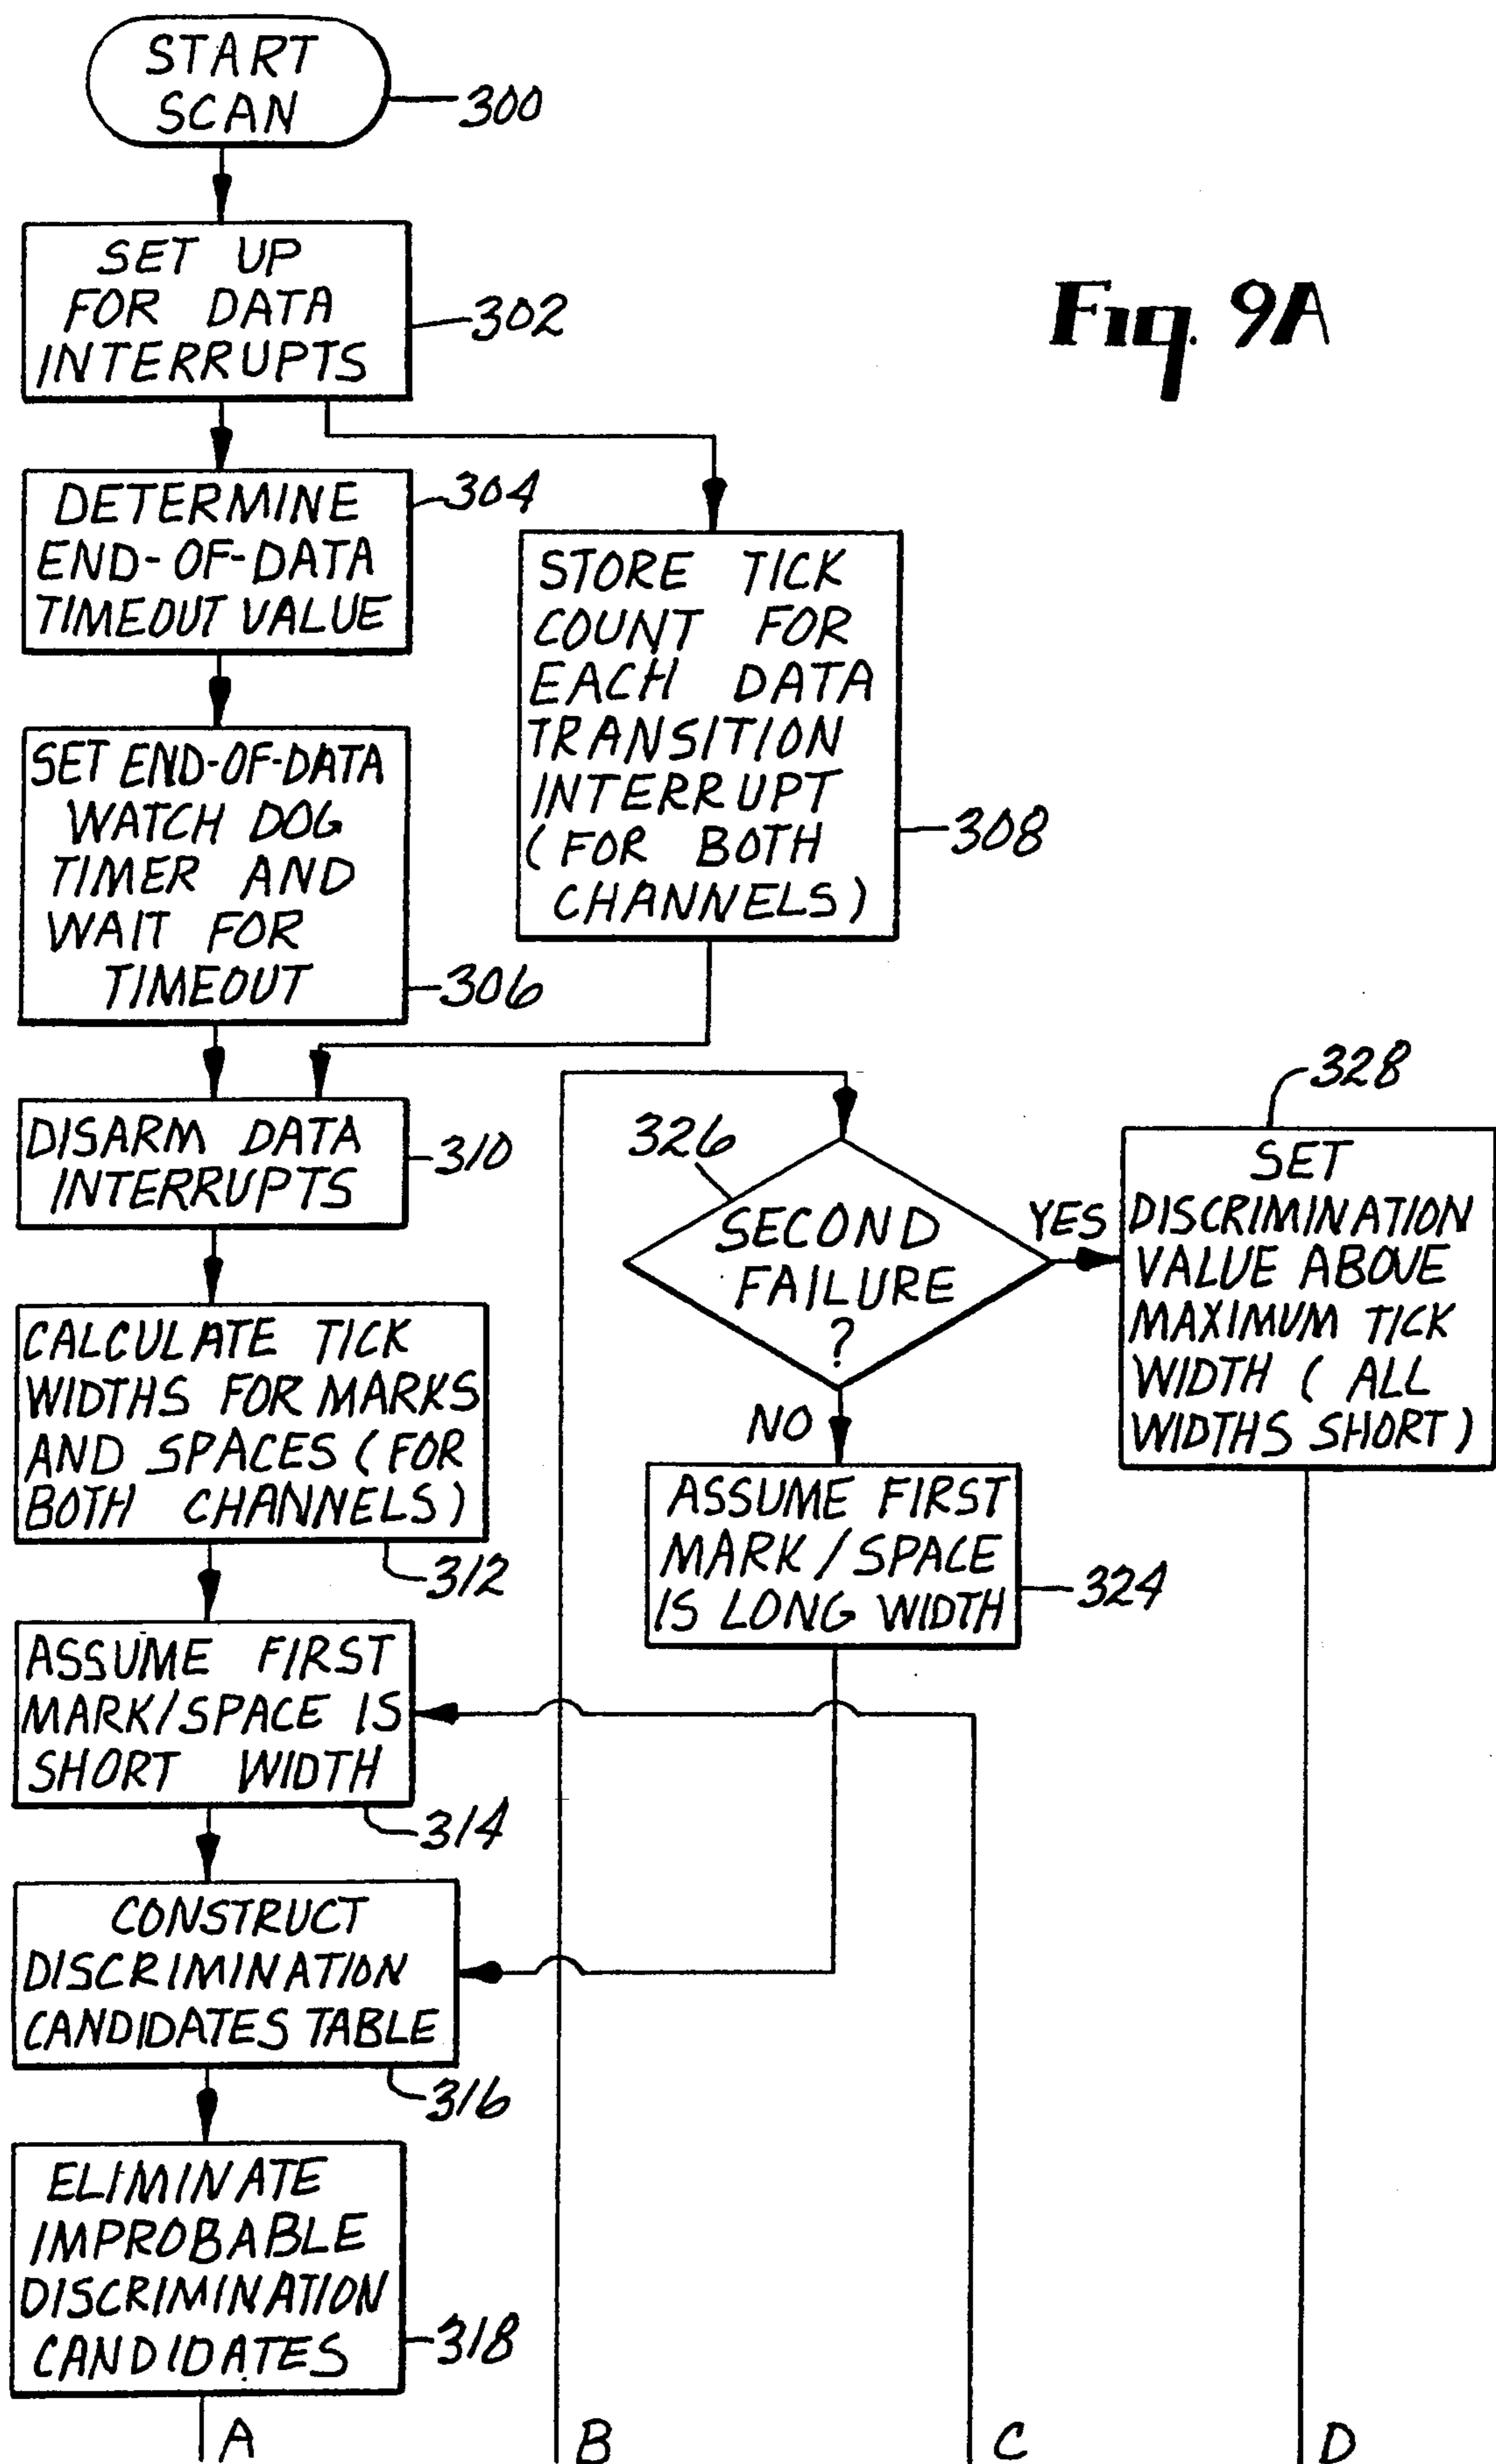 START
SCAN
300
SET UP
FOR DATA
INTERRUPTS
302
Fig. 9A
DETERMINE
END-OF-DATA
TIMEOUT VALUE
304
STORE TICK
COUNT FOR
EACH DATA
TRANSITION
INTERRUPT
(FOR BOTH
CHANNELS)
308
SET END-OF-DATA
WATCH DOG
TIMER AND
WAIT FOR
TIMEOUT
306
DISARM DATA
INTERRUPTS
310
326
SECOND
FAILURE
?
YES
NO
328
SET
DISCRIMINATION
VALUE ABOVE
MAXIMUM TICK
WIDTH (ALL
WIDTHS SHORT)
CALCULATE TICK
WIDTHS FOR MARKS
AND SPACES (FOR
BOTH CHANNELS)
312
ASSUME FIRST
MARK/SPACE
IS LONG WIDTH
324
ASSUME FIRST
MARK/SPACE IS
SHORT WIDTH
314
CONSTRUCT
DISCRIMINATION
CANDIDATES TABLE
316
ELIMINATE
IMPROBABLE
DISCRIMINATION
CANDIDATES
318
A
B
C
D